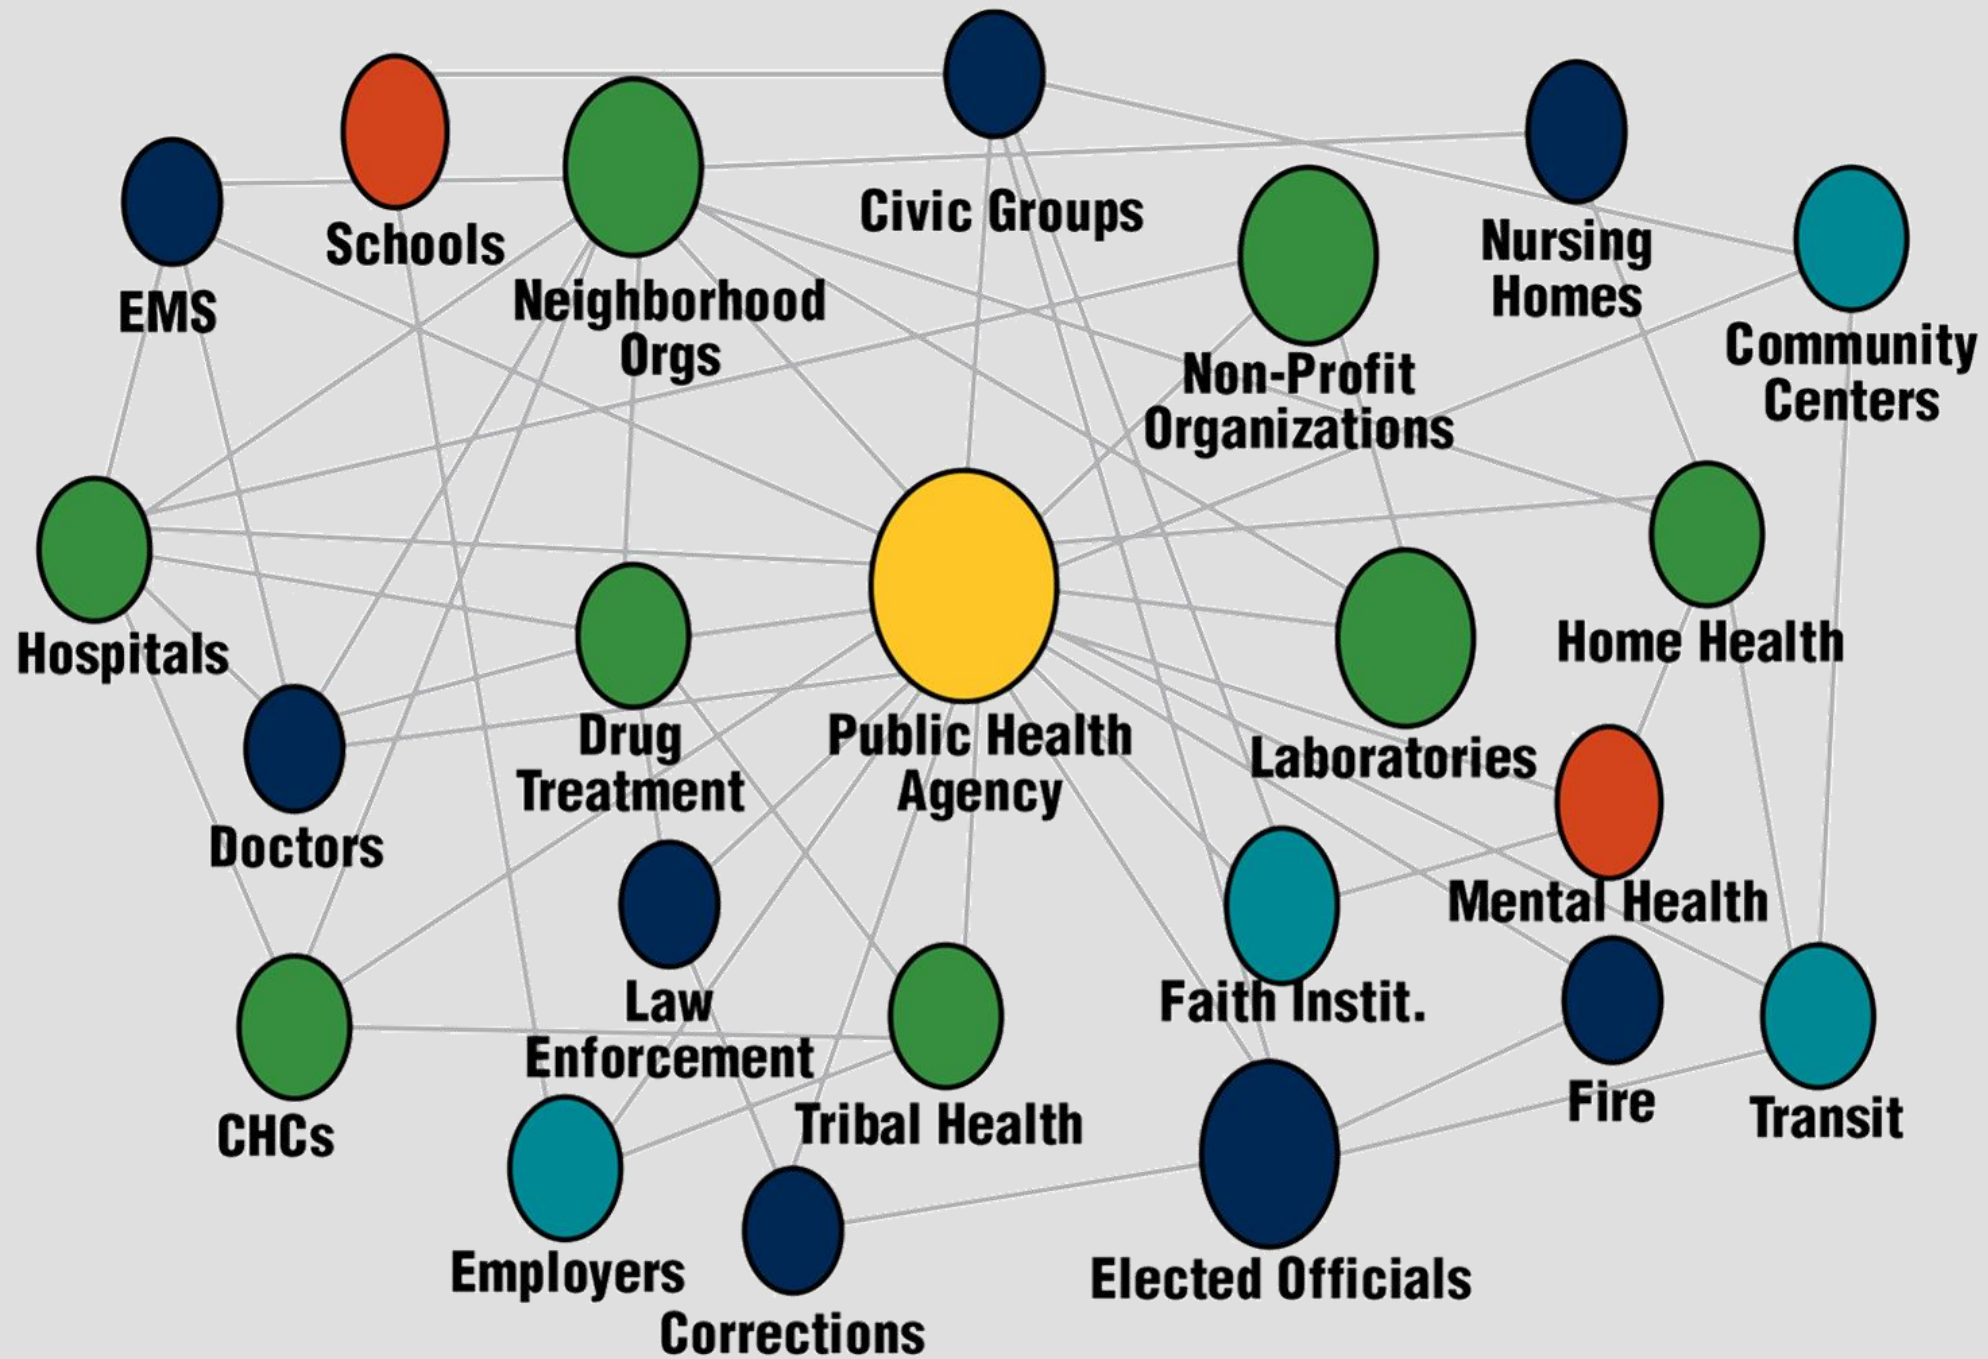 Civic Groups
Schools
Nursing
Homes
Neighborhood
Orgs
EMS
Community
Centers
Non-Profit
Organizations
Hospitals
Home Health
Drug
Treatment
Public Health
Agency
Laboratories
Doctors
Mental Health
Law
Enforcement
Faith Instit.
Fire
Transit
CHCs
Tribal Health
Employers
Elected Officials
Corrections